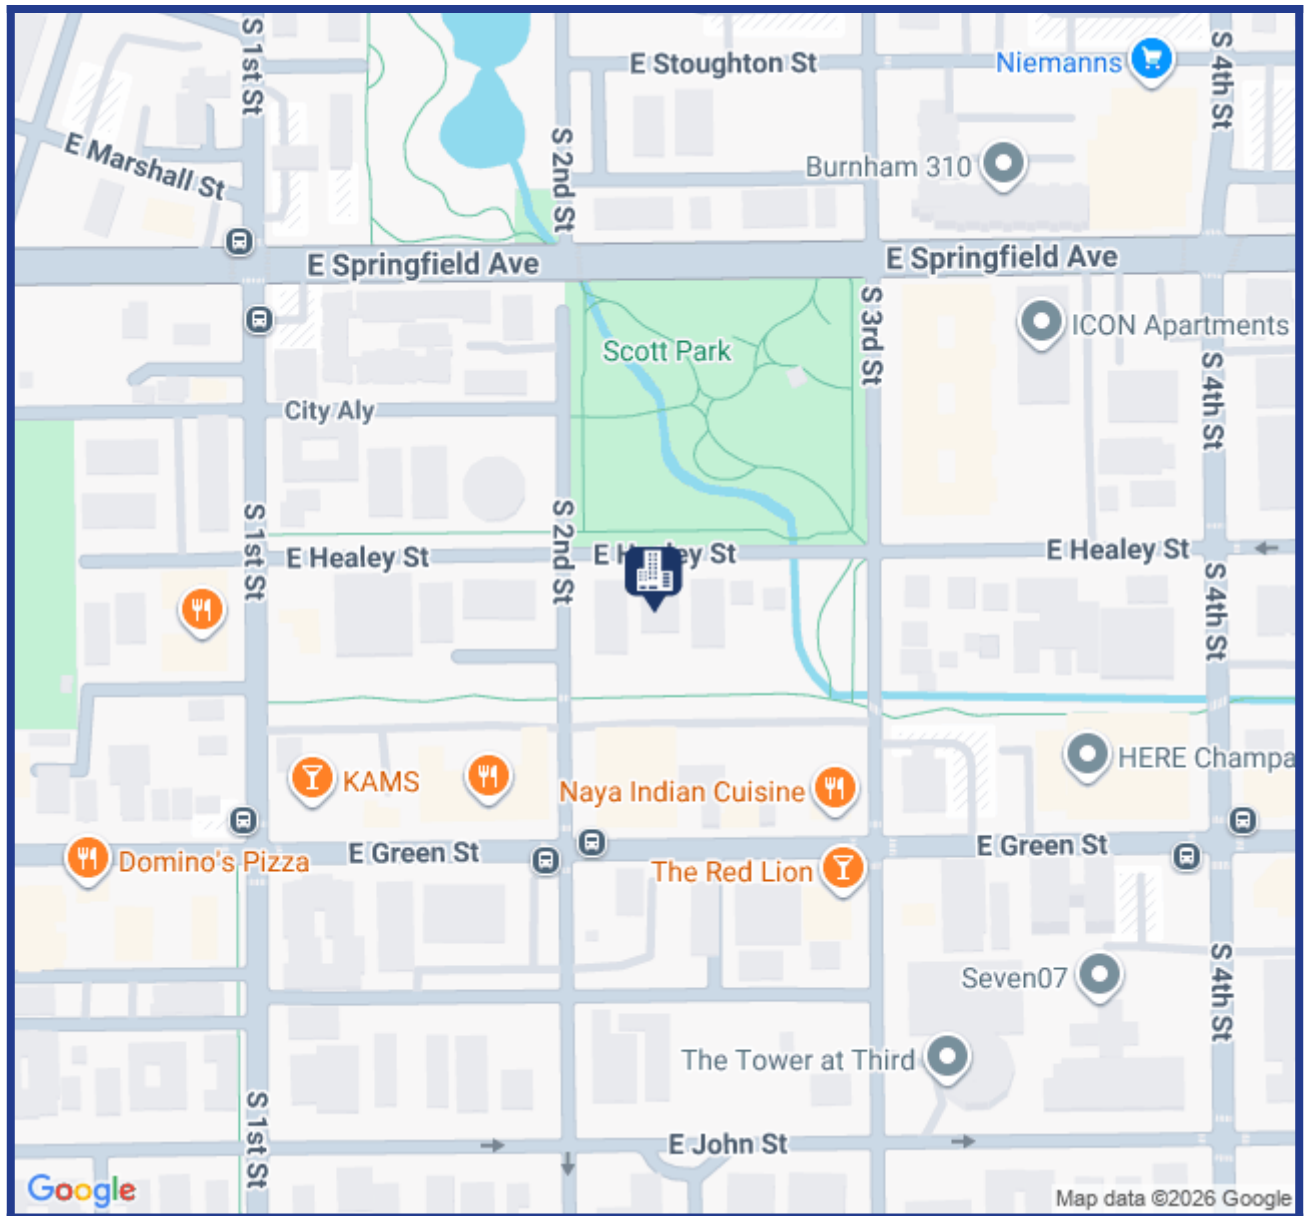 S 1st St
E Stoughton St
Niemanns
S 4th St
E Marshall St
S 2nd St
Burnham 310
E Springfield Ave
E Springfield Ave
S 3rd St
ICON Apartments
Scott Park
S 4th St
City Aly
S 1st St
S 2nd St
E Healey St
E Healey St
E Healey St
S 4th St
KAMS
Naya Indian Cuisine
HERE Champa
Domino's Pizza
E Green St
E Green St
The Red Lion
S 4th St
Seven07
The Tower at Third
S 1st St
E John St
Google
Map data ©2026 Google